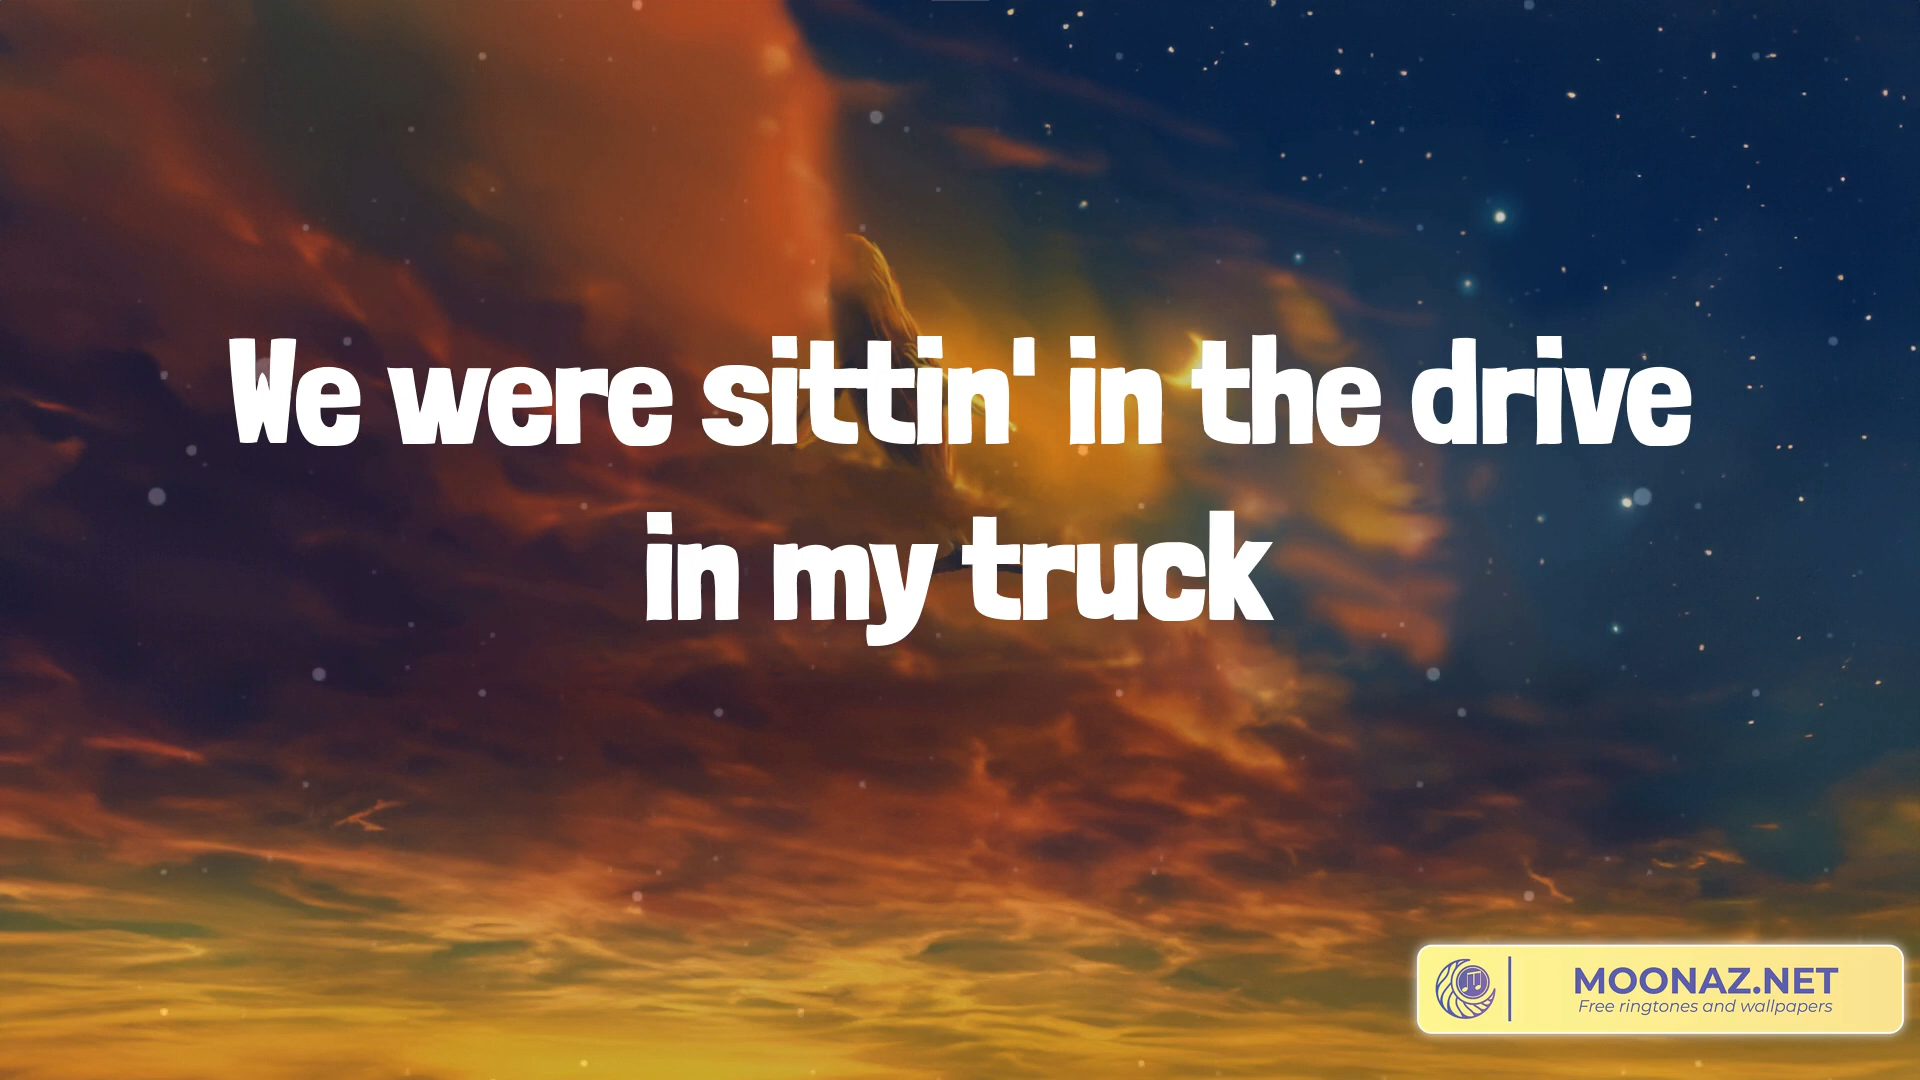 We were sittin' in the drive
in my truck
MOONAZ.NET
Free ringtones and wallpapers